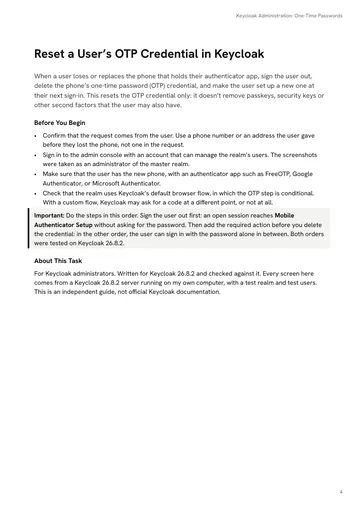 Keycloak Administration: One-Time Passwords
Reset a User's OTP Credential in Keycloak
When a user loses or replaces the phone that holds their authenticator app, sign the user out,
delete the phone's one-time password (OTP) credential, and make the user set up a new one at
their next sign-in. This resets the OTP credential only: it doesn't remove passkeys, security keys or
other second factors that the user may also have.
Before You Begin
• Confirm that the request comes from the user. Use a phone number or an address the user gave
before they lost the phone, not one in the request.
• Sign in to the admin console with an account that can manage the realm's users. The screenshots
were taken as an administrator of the master realm.
• Make sure that the user has the new phone, with an authenticator app such as FreeOTP, Google
Authenticator, or Microsoft Authenticator.
• Check that the realm uses Keycloak's default browser flow, in which the OTP step is conditional.
With a custom flow, Keycloak may ask for a code at a different point, or not at all.
Important: Do the steps in this order. Sign the user out first: an open session reaches Mobile
Authenticator Setup without asking for the password. Then add the required action before you delete
the credential: in the other order, the user can sign in with the password alone in between. Both orders
were tested on Keycloak 26.8.2.
About This Task
For Keycloak administrators. Written for Keycloak 26.8.2 and checked against it. Every screen here
comes from a Keycloak 26.8.2 server running on my own computer, with a test realm and test users.
This is an independent guide, not official Keycloak documentation.
4